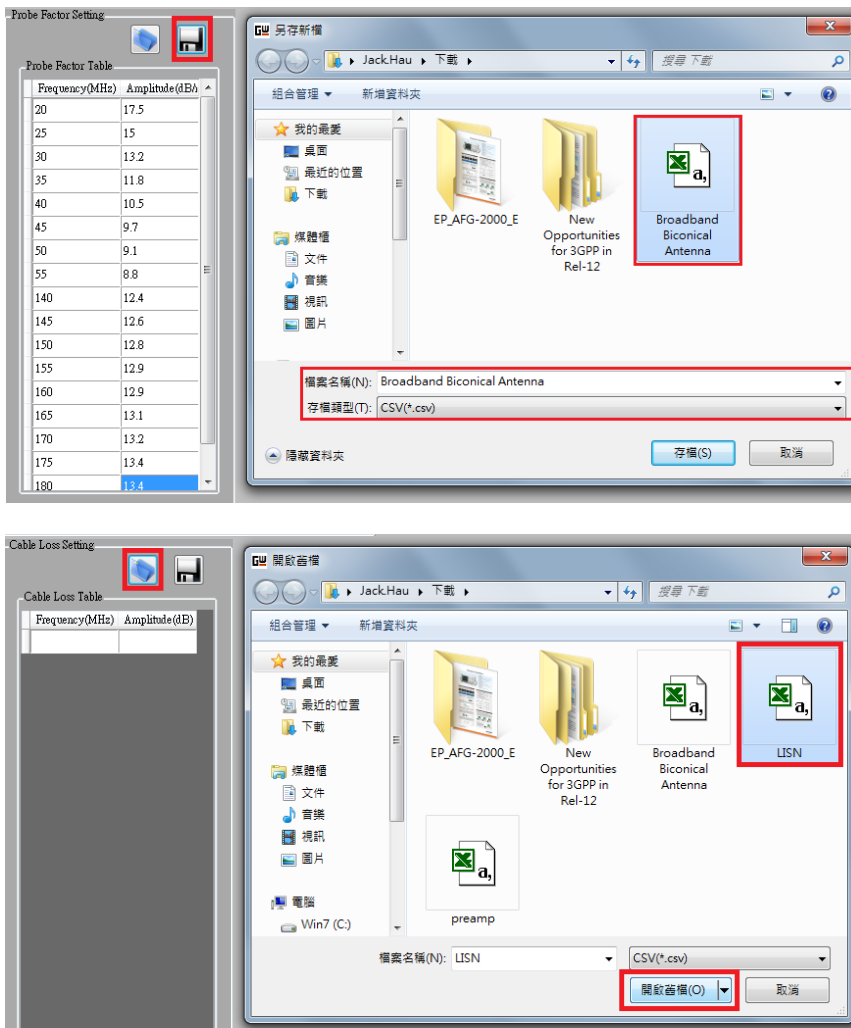 Probe Factor Setting
Probe Factor Table
Frequency(MHz) Amplitude(dB/
20 17.5
25 15
30 13.2
35 11.8
40 10.5
45 9.7
50 9.1
55 8.8
140 12.4
145 12.6
150 12.8
155 12.9
160 12.9
165 13.1
170 13.2
175 13.4
180 13.4
GW 另存新檔
Jack.Hau 下載
搜尋 下載
組合管理 新增資料夾
我的最愛
桌面
最近的位置
下載
媒體櫃
文件
音樂
視訊
圖片
EP_AFG-2000_E
New
Opportunities
for 3GPP in
Rel-12
Broadband
Biconical
Antenna
檔案名稱(N): Broadband Biconical Antenna
存檔類型(T): CSV(*.csv)
隱藏資料夾
存檔(S) 取消
Cable Loss Setting
Cable Loss Table
Frequency(MHz) Amplitude(dB)
GW 開啟舊檔
Jack.Hau 下載
搜尋 下載
組合管理 新增資料夾
我的最愛
桌面
最近的位置
下載
媒體櫃
文件
音樂
視訊
圖片
電腦
Win7 (C:)
EP_AFG-2000_E
New
Opportunities
for 3GPP in
Rel-12
Broadband
Biconical
Antenna
LISN
preamp
檔案名稱(N): LISN CSV(*.csv)
開啟舊檔(O) 取消